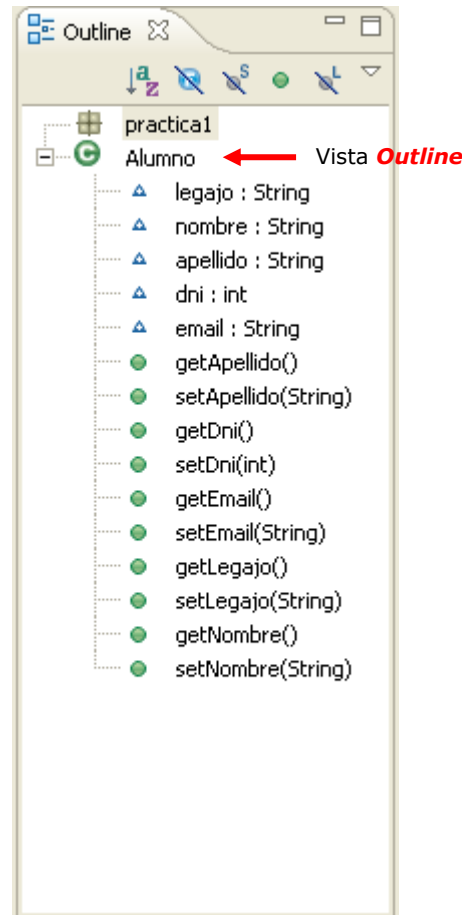 Outline
practica1
Alumno
Vista Outline
legajo : String
nombre : String
apellido : String
dni : int
email : String
getApellido()
setApellido(String)
getDni()
setDni(int)
getEmail()
setEmail(String)
getLegajo()
setLegajo(String)
getNombre()
setNombre(String)